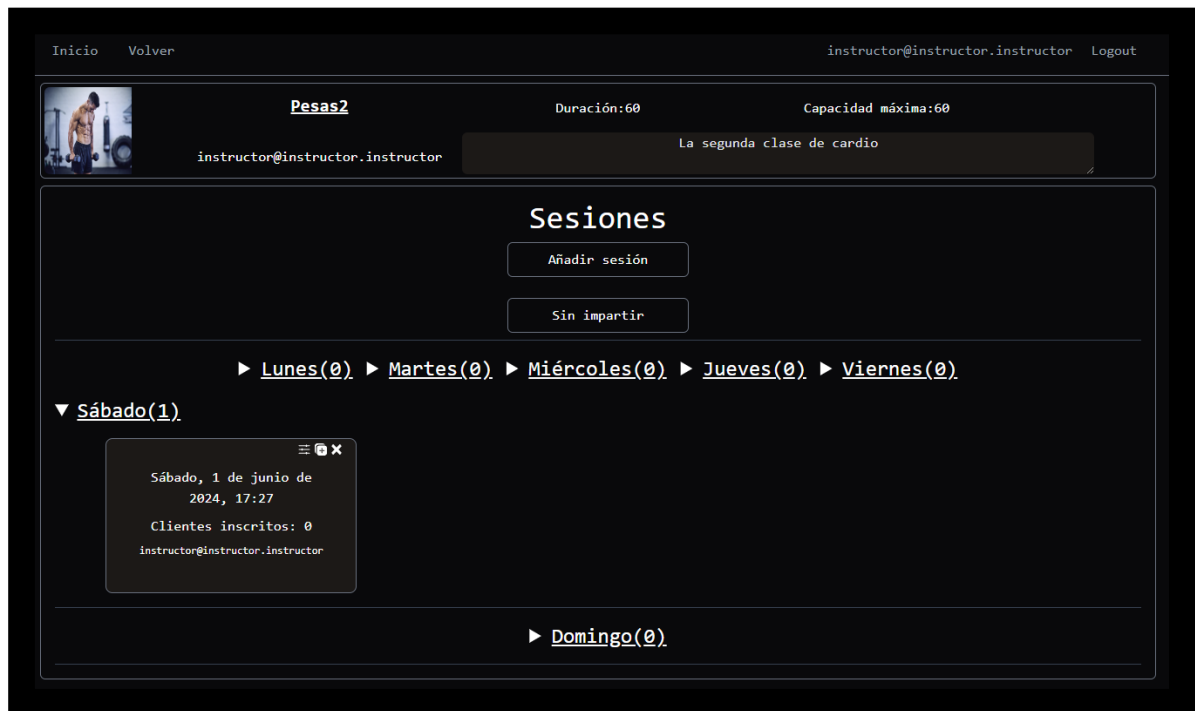 Inicio Volver instructor@instructor.instructor Logout
Pesas2 Duración:60 Capacidad máxima:60
instructor@instructor.instructor La segunda clase de cardio
Sesiones
Añadir sesión
Sin impartir
Lunes(0) Martes(0) Miércoles(0) Jueves(0) Viernes(0)
Sábado(1)
Sábado, 1 de junio de
2024, 17:27
Clientes inscritos: 0
instructor@instructor.instructor
Domingo(0)